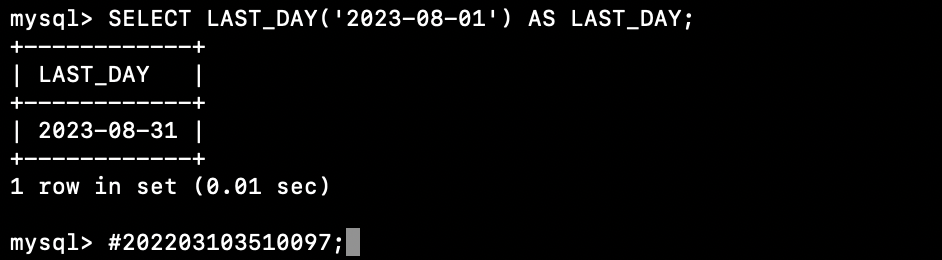 mysql> SELECT LAST_DAY('2023-08-01') AS LAST_DAY;
+------------+
| LAST_DAY   |
+------------+
| 2023-08-31 |
+------------+
1 row in set (0.01 sec)
mysql> #202203103510097;